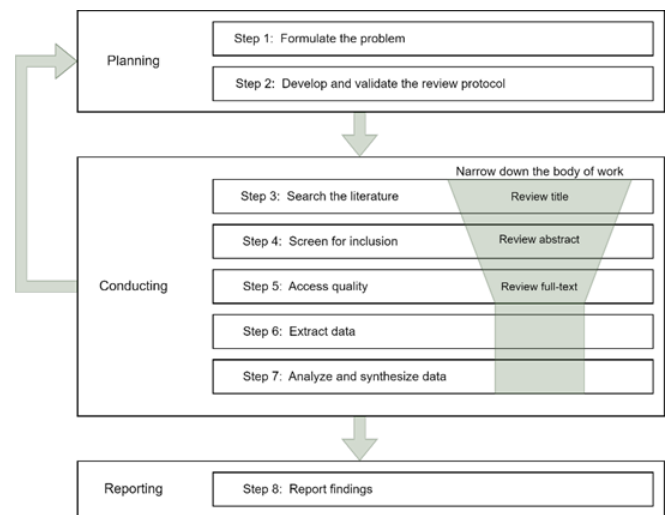 Step 1: Formulate the problem
Planning
Step 2: Develop and validate the review protocol
Narrow down the body of work
Step 3: Search the literature
Review title
Step 4: Screen for inclusion
Review abstract
Conducting
Step 5: Access quality
Review full-text
Step 6: Extract data
Step 7: Analyze and synthesize data
Reporting
Step 8: Report findings